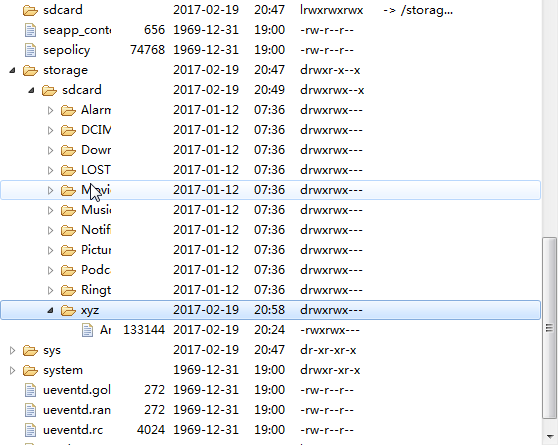 sdcard 2017-02-19 20:47 lrwxrwxrwx -> /storag...
seapp_conte 656 1969-12-31 19:00 -rw-r--r--
sepolicy 74768 1969-12-31 19:00 -rw-r--r--
storage 2017-02-19 20:47 drwxr-x--x
sdcard 2017-02-19 20:49 drwxrwx--x
Alarm 2017-01-12 07:36 drwxrwx---
DCIM 2017-01-12 07:36 drwxrwx---
Down 2017-01-12 07:36 drwxrwx---
LOST 2017-01-12 07:36 drwxrwx---
Movie 2017-01-12 07:36 drwxrwx---
Music 2017-01-12 07:36 drwxrwx---
Notif 2017-01-12 07:36 drwxrwx---
Pictur 2017-01-12 07:36 drwxrwx---
Podca 2017-01-12 07:36 drwxrwx---
Ringt 2017-01-12 07:36 drwxrwx---
xyz 2017-02-19 20:58 drwxrwx---
Ar 133144 2017-02-19 20:24 -rwxrwx---
sys 2017-02-19 20:47 dr-xr-xr-x
system 1969-12-31 19:00 drwxr-xr-x
ueventd.gol 272 1969-12-31 19:00 -rw-r--r--
ueventd.ran 272 1969-12-31 19:00 -rw-r--r--
ueventd.rc 4024 1969-12-31 19:00 -rw-r--r--